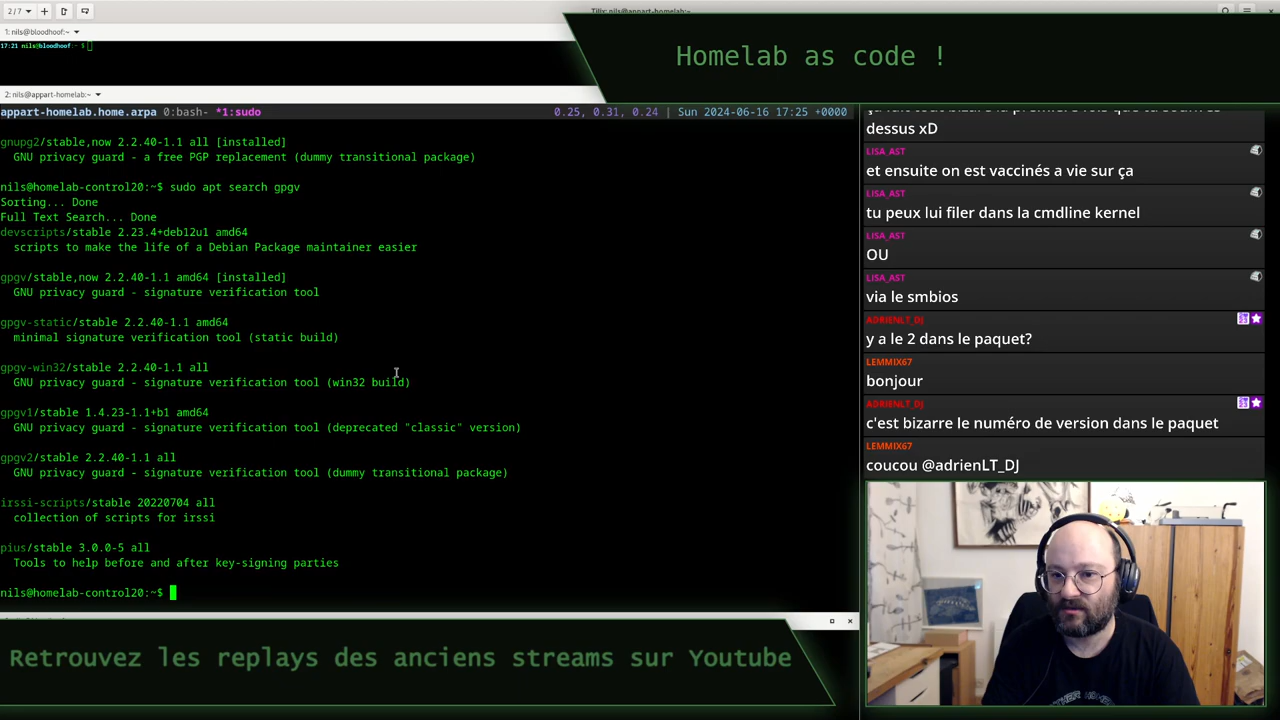 2/7
Tilix: nils@appart-homelab:~
1: nils@bloodhoof:~
17:21 nils@bloodhoof:~ $
Homelab as code !
2: nils@appart-homelab:~
appart-homelab.home.arpa 0:bash- *1:sudo
0.25, 0.31, 0.24 | Sun 2024-06-16 17:25 +0000
gnupg2/stable,now 2.2.40-1.1 all [installed]
GNU privacy guard - a free PGP replacement (dummy transitional package)
nils@homelab-control20:~$ sudo apt search gpgv
Sorting... Done
Full Text Search... Done
devscripts/stable 2.23.4+deb12u1 amd64
scripts to make the life of a Debian Package maintainer easier
gpgv/stable,now 2.2.40-1.1 amd64 [installed]
GNU privacy guard - signature verification tool
gpgv-static/stable 2.2.40-1.1 amd64
minimal signature verification tool (static build)
gpgv-win32/stable 2.2.40-1.1 all
GNU privacy guard - signature verification tool (win32 build)
gpgv1/stable 1.4.23-1.1+b1 amd64
GNU privacy guard - signature verification tool (deprecated "classic" version)
gpgv2/stable 2.2.40-1.1 all
GNU privacy guard - signature verification tool (dummy transitional package)
irssi-scripts/stable 20220704 all
collection of scripts for irssi
pius/stable 3.0.0-5 all
Tools to help before and after key-signing parties
nils@homelab-control20:~$
dessus xD
LISA_AST
et ensuite on est vaccinés a vie sur ça
LISA_AST
tu peux lui filer dans la cmdline kernel
LISA_AST
OU
LISA_AST
via le smbios
ADRIENLT_DJ
y a le 2 dans le paquet?
LEMMIX67
bonjour
ADRIENLT_DJ
c'est bizarre le numéro de version dans le paquet
LEMMIX67
coucou @adrienLT_DJ
Retrouvez les replays des anciens streams sur Youtube